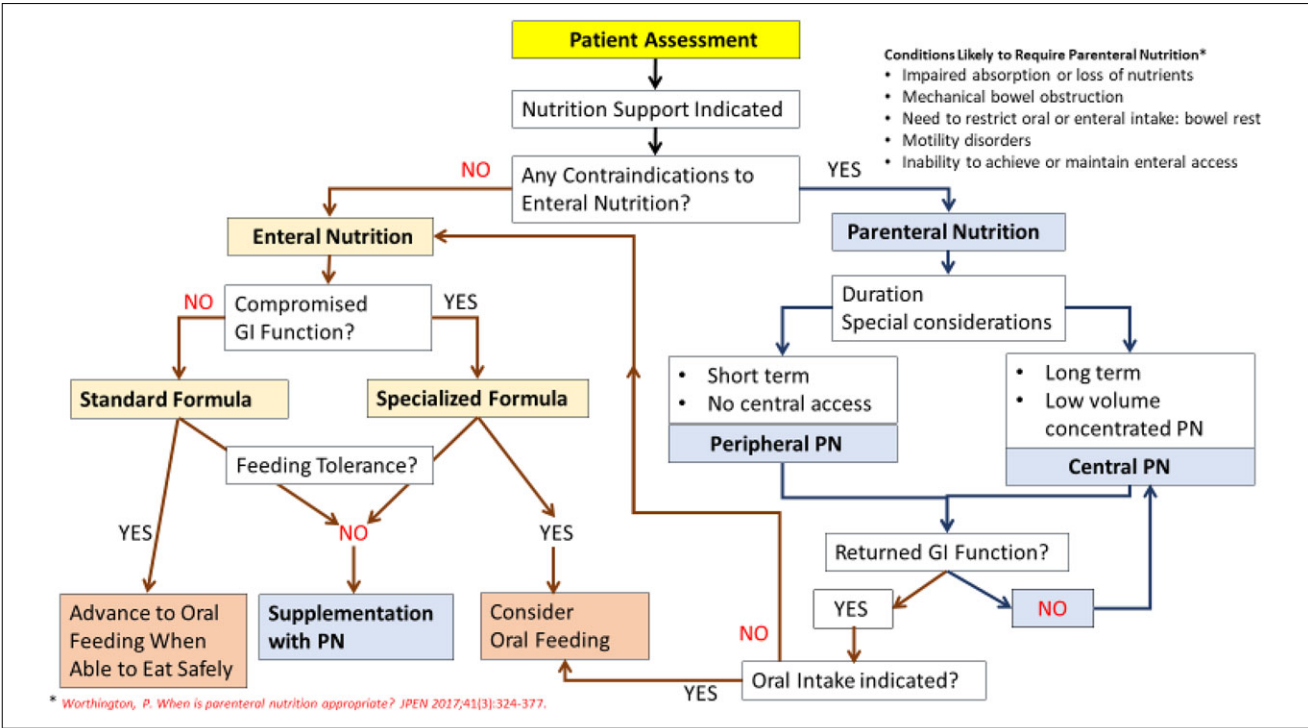 Patient Assessment
Conditions Likely to Require Parenteral Nutrition*
• Impaired absorption or loss of nutrients
• Mechanical bowel obstruction
• Need to restrict oral or enteral intake: bowel rest
• Motility disorders
• Inability to achieve or maintain enteral access
Nutrition Support Indicated
NO
Any Contraindications to
Enteral Nutrition?
YES
Enteral Nutrition
Parenteral Nutrition
NO
Compromised
GI Function?
YES
Duration
Special considerations
Standard Formula
Specialized Formula
• Short term
• No central access
Peripheral PN
• Long term
• Low volume
concentrated PN
Central PN
Feeding Tolerance?
YES
NO
YES
Returned GI Function?
YES
NO
Advance to Oral
Feeding When
Able to Eat Safely
Supplementation
with PN
Consider
Oral Feeding
NO
YES
Oral Intake indicated?
* Worthington, P. When is parenteral nutrition appropriate? JPEN 2017;41(3):324-377.